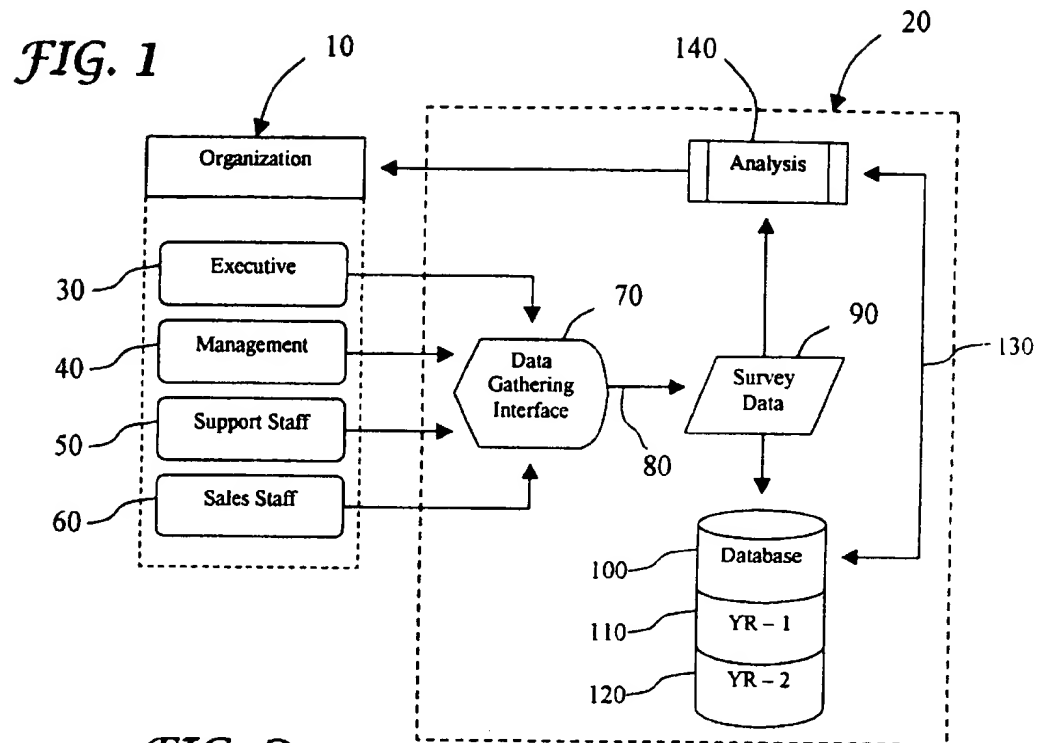 FIG. 1
10
20
140
Organization
Analysis
30
Executive
70
90
40
Management
Data
Gathering
Interface
Survey
Data
130
50
Support Staff
80
60
Sales Staff
100
Database
110
YR – 1
120
YR – 2